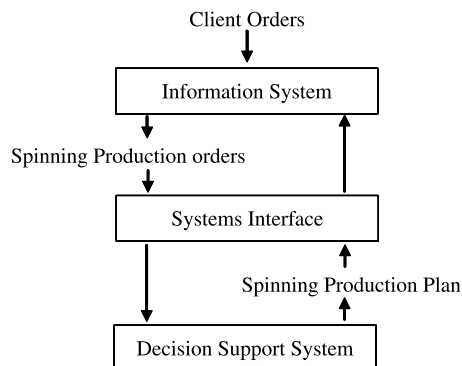 Client Orders
Information System
Spinning Production orders
Systems Interface
Spinning Production Plan
Decision Support System